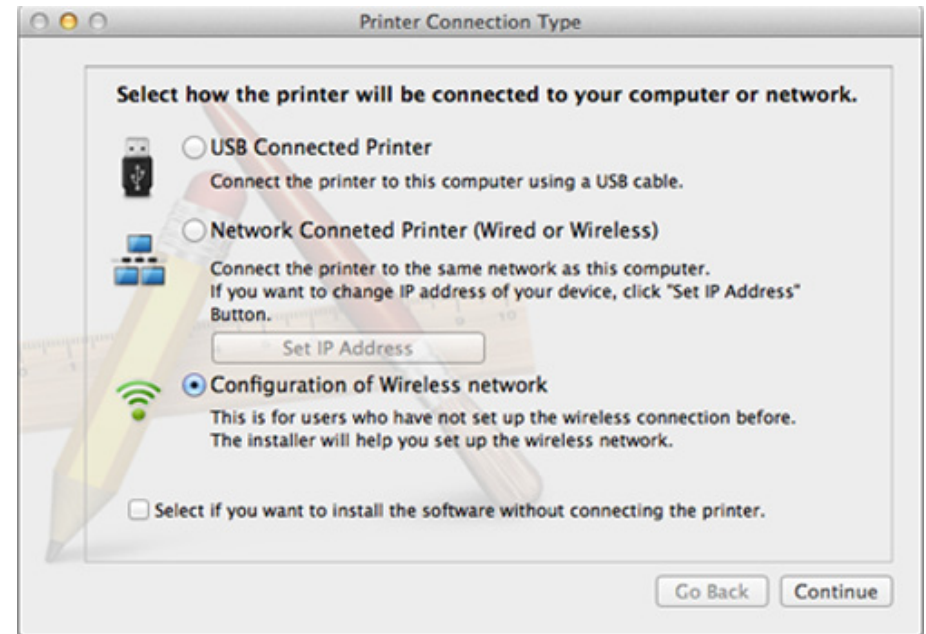 Printer Connection Type
Select how the printer will be connected to your computer or network.
USB Connected Printer
Connect the printer to this computer using a USB cable.
Network Conneted Printer (Wired or Wireless)
Connect the printer to the same network as this computer.
If you want to change IP address of your device, click "Set IP Address"
Button.
Set IP Address
Configuration of Wireless network
This is for users who have not set up the wireless connection before.
The installer will help you set up the wireless network.
Select if you want to install the software without connecting the printer.
Go Back
Continue